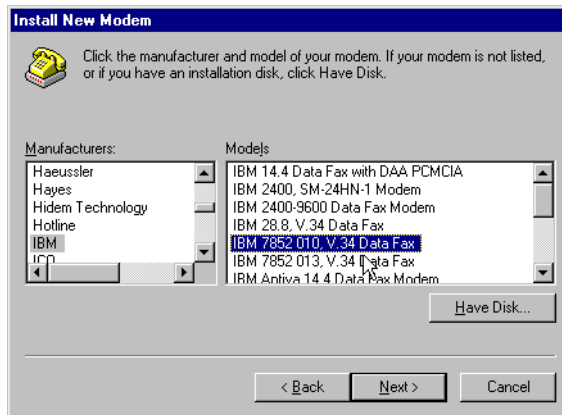 Install New Modem
Click the manufacturer and model of your modem. If your modem is not listed,
or if you have an installation disk, click Have Disk.
Manufacturers:
Haeussler
Hayes
Hidem Technology
Hotline
IBM
ICO
Models
IBM 14.4 Data Fax with DAA PCMCIA
IBM 2400, SM-24HN-1 Modem
IBM 2400-9600 Data Fax Modem
IBM 28.8, V.34 Data Fax
IBM 7852 010, V.34 Data Fax
IBM 7852 013, V.34 Data Fax
IBM Aptiva 14.4 Data Fax Modem
Have Disk...
< Back
Next >
Cancel